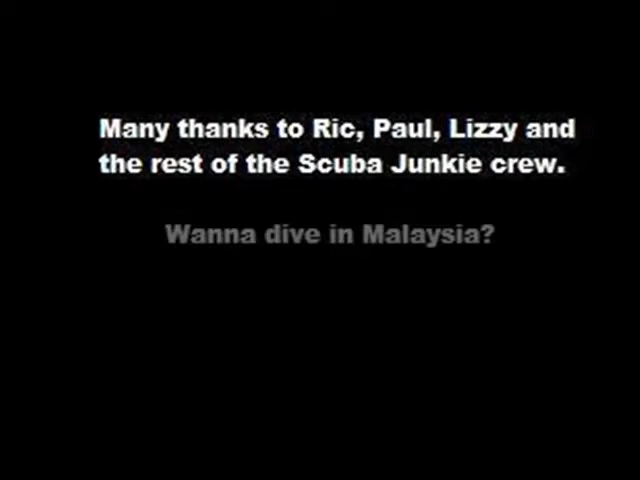 Many thanks to Ric, Paul, Lizzy and
the rest of the Scuba Junkie crew.
Wanna dive in Malaysia?